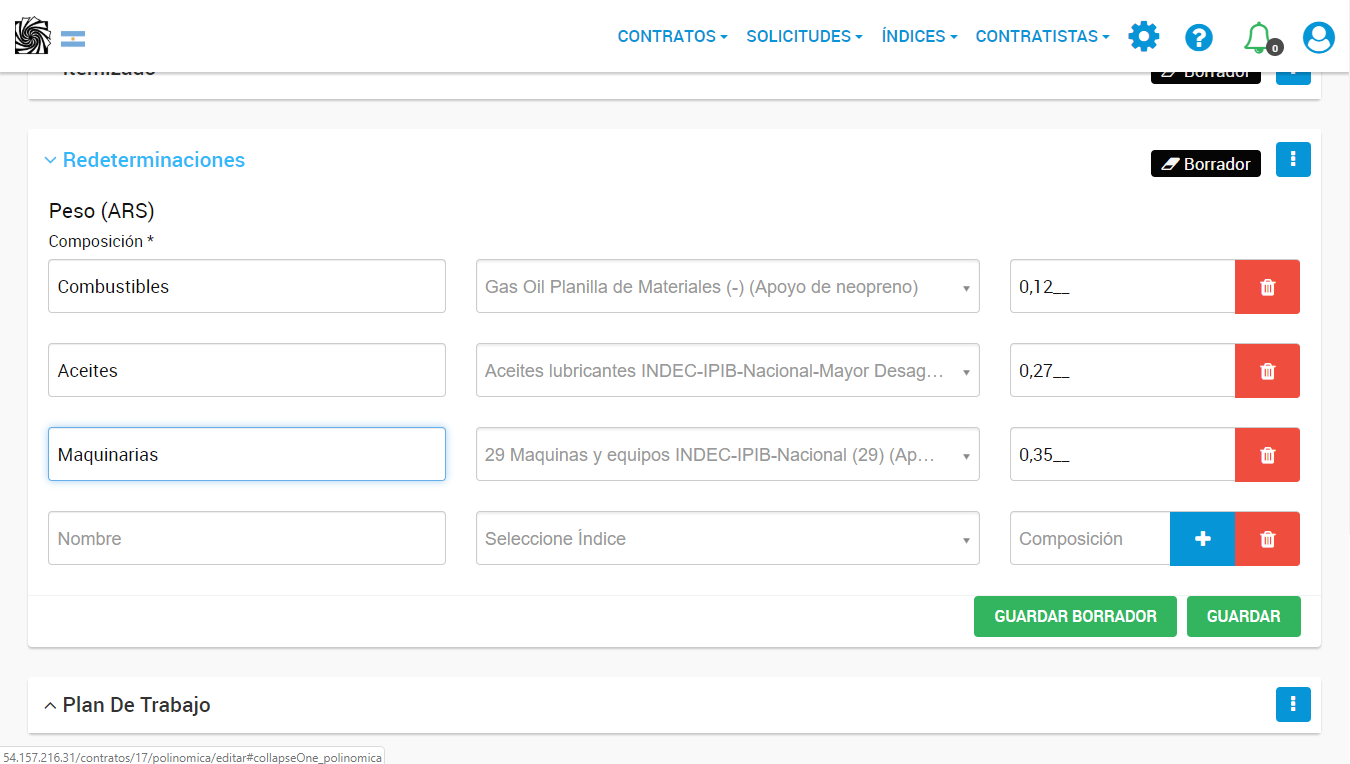 CONTRATOS SOLICITUDES ÍNDICES CONTRATISTAS 0
Itemizado Borrador
Redeterminaciones Borrador
Peso (ARS)
Composición *
Combustibles Gas Oil Planilla de Materiales (-) (Apoyo de neopreno) 0,12__
Aceites Aceites lubricantes INDEC-IPIB-Nacional-Mayor Desag... 0,27__
Maquinarias 29 Maquinas y equipos INDEC-IPIB-Nacional (29) (Ap... 0,35__
Nombre Seleccione Índice Composición
GUARDAR BORRADOR GUARDAR
Plan De Trabajo
54.157.216.31/contratos/17/polinomica/editar#collapseOne_polinomica